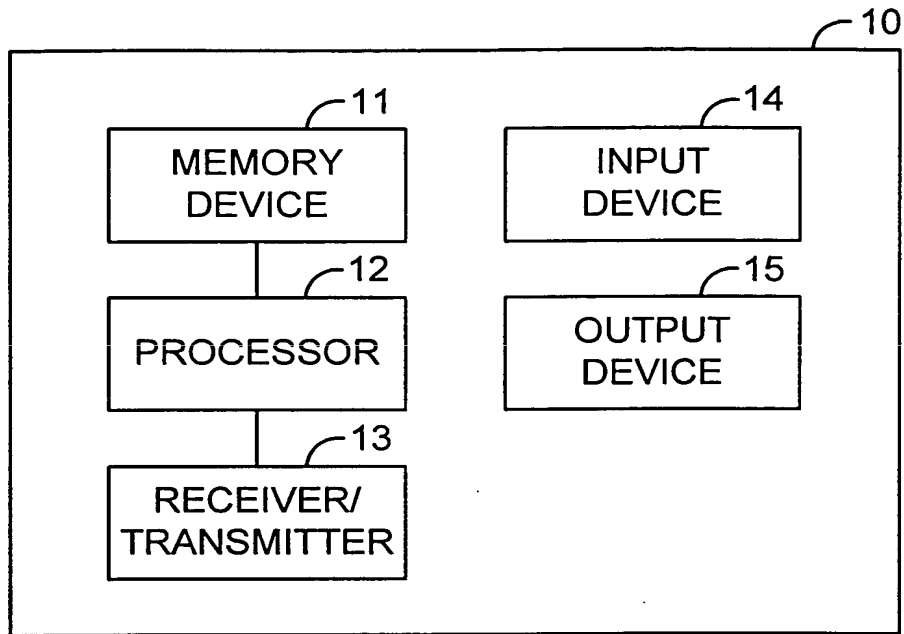 10
11
MEMORY
DEVICE
14
INPUT
DEVICE
12
PROCESSOR
15
OUTPUT
DEVICE
13
RECEIVER/
TRANSMITTER